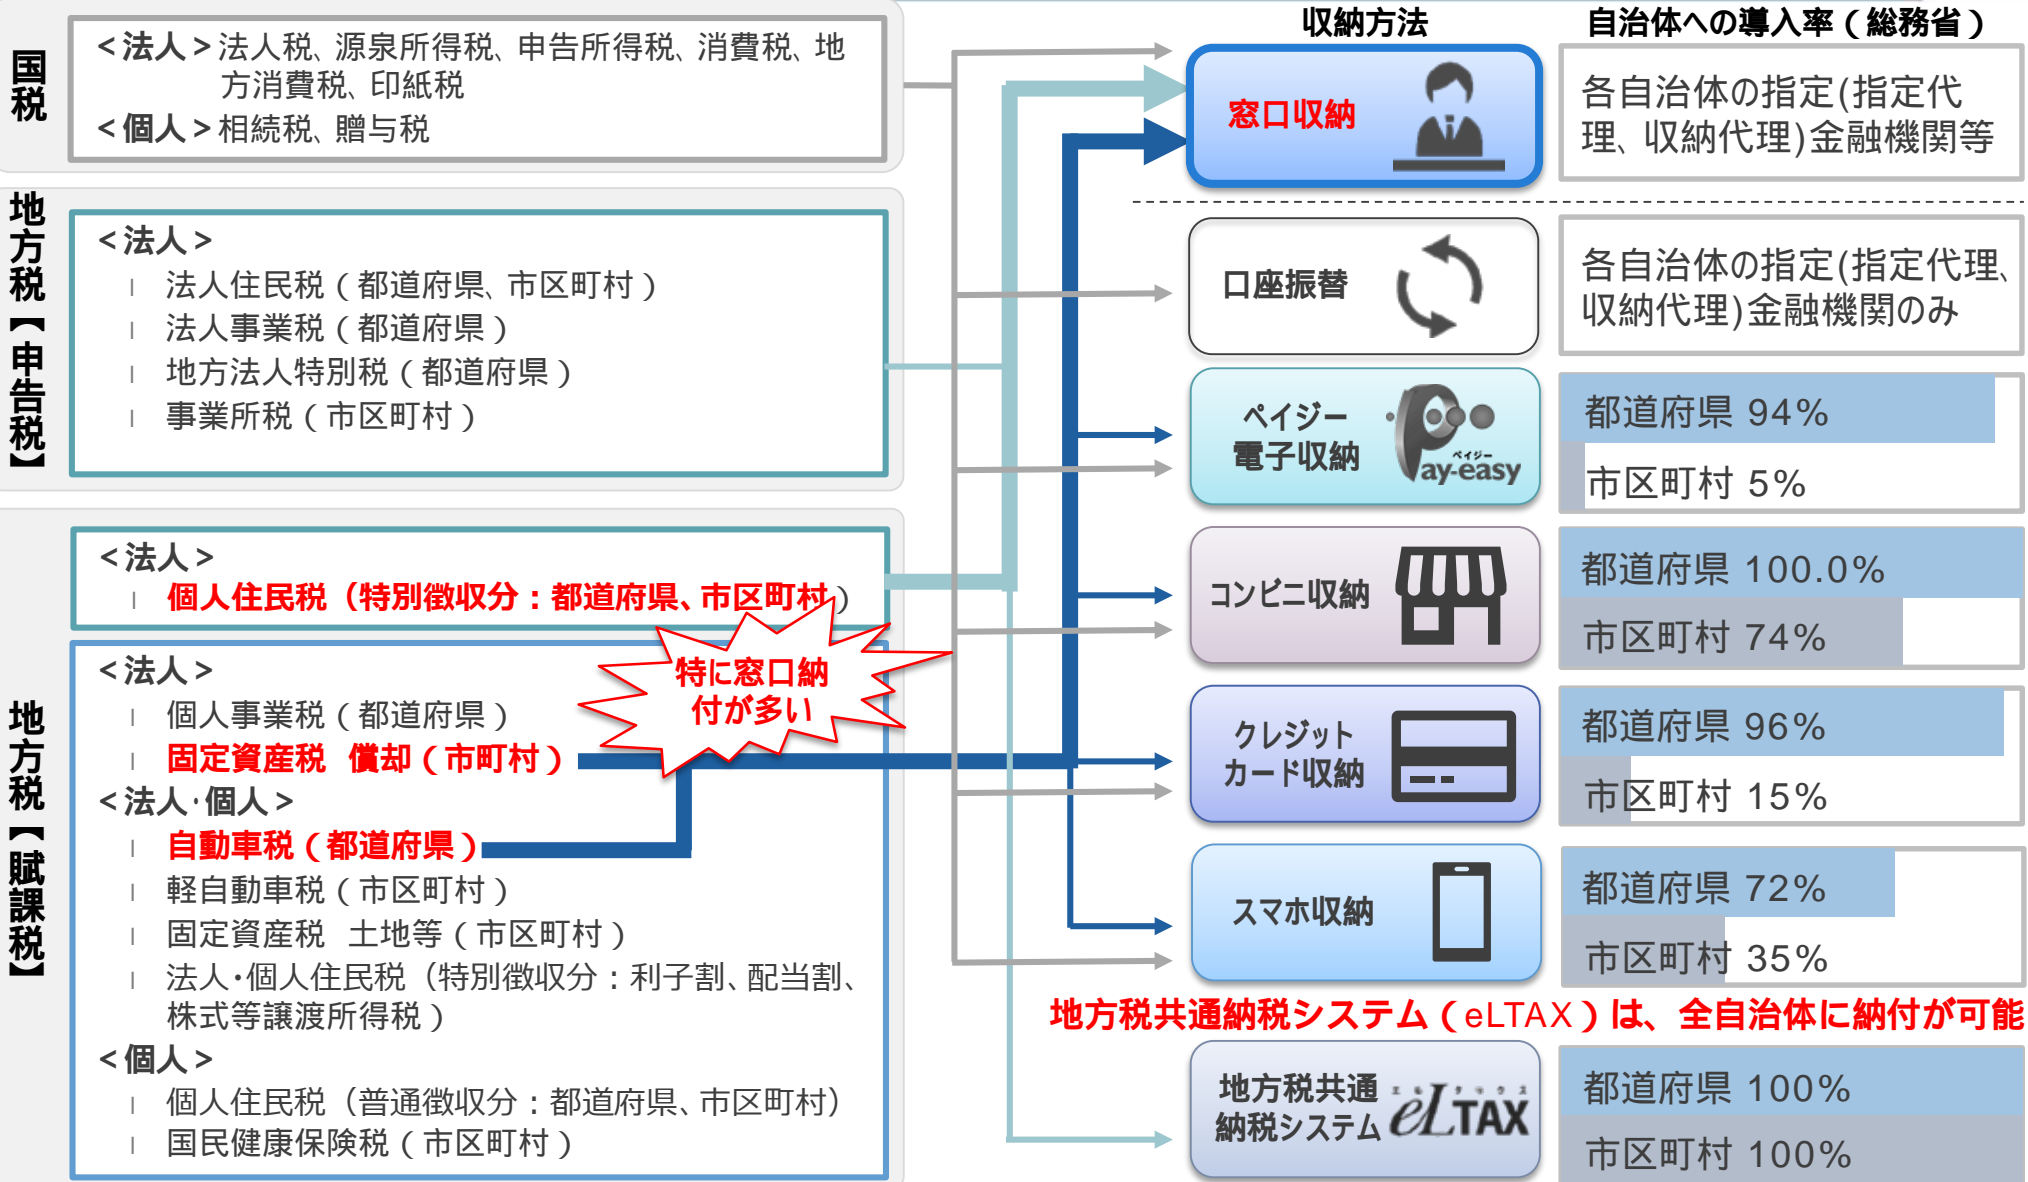 収納方法
自治体への導入率(総務省)
国税
<法人>法人税、源泉所得税、申告所得税、消費税、地
方消費税、印紙税
<個人>相続税、贈与税
地方税【申告税】
<法人>
法人住民税(都道府県、市区町村)
法人事業税(都道府県)
地方法人特別税(都道府県)
事業所税(市区町村)
地方税【賦課税】
<法人>
個人住民税(特別徴収分:都道府県、市区町村)
<法人>
個人事業税(都道府県)
固定資産税 償却(市町村)
<法人・個人>
自動車税(都道府県)
軽自動車税(市区町村)
固定資産税 土地等(市区町村)
法人・個人住民税(特別徴収分:利子割、配当割、
株式等譲渡所得税)
<個人>
個人住民税(普通徴収分:都道府県、市区町村)
国民健康保険税(市区町村)
特に窓口納
付が多い
窓口収納
各自治体の指定(指定代
理、収納代理)金融機関等
口座振替
各自治体の指定(指定代理、
収納代理)金融機関のみ
ペイジー
電子収納
ペイジー
Pay-easy
都道府県 94%
市区町村 5%
コンビニ収納
都道府県 100.0%
市区町村 74%
クレジット
カード収納
都道府県 96%
市区町村 15%
スマホ収納
都道府県 72%
市区町村 35%
地方税共通納税システム(eLTAX)は、全自治体に納付が可能
地方税共通
納税システム
エルタックス
eLTAX
都道府県 100%
市区町村 100%